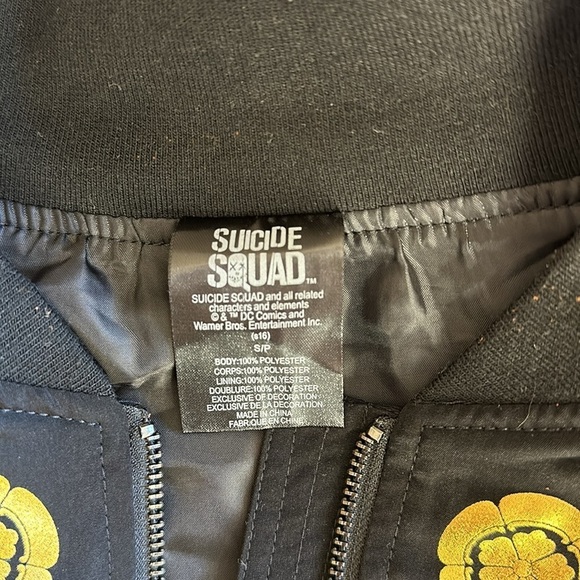 SUICIDE
SQUAD™
SUICIDE SQUAD and all related
characters and elements
© & ™ DC Comics and
Warner Bros. Entertainment Inc.
(s16)
S/P
BODY:100% POLYESTER
CORPS:100% POLYESTER
LINING:100% POLYESTER
DOUBLURE:100% POLYESTER
EXCLUSIVE OF DECORATION
EXCLUSIVE DE LA DECORATION
MADE IN CHINA
FABRIQUE EN CHINE